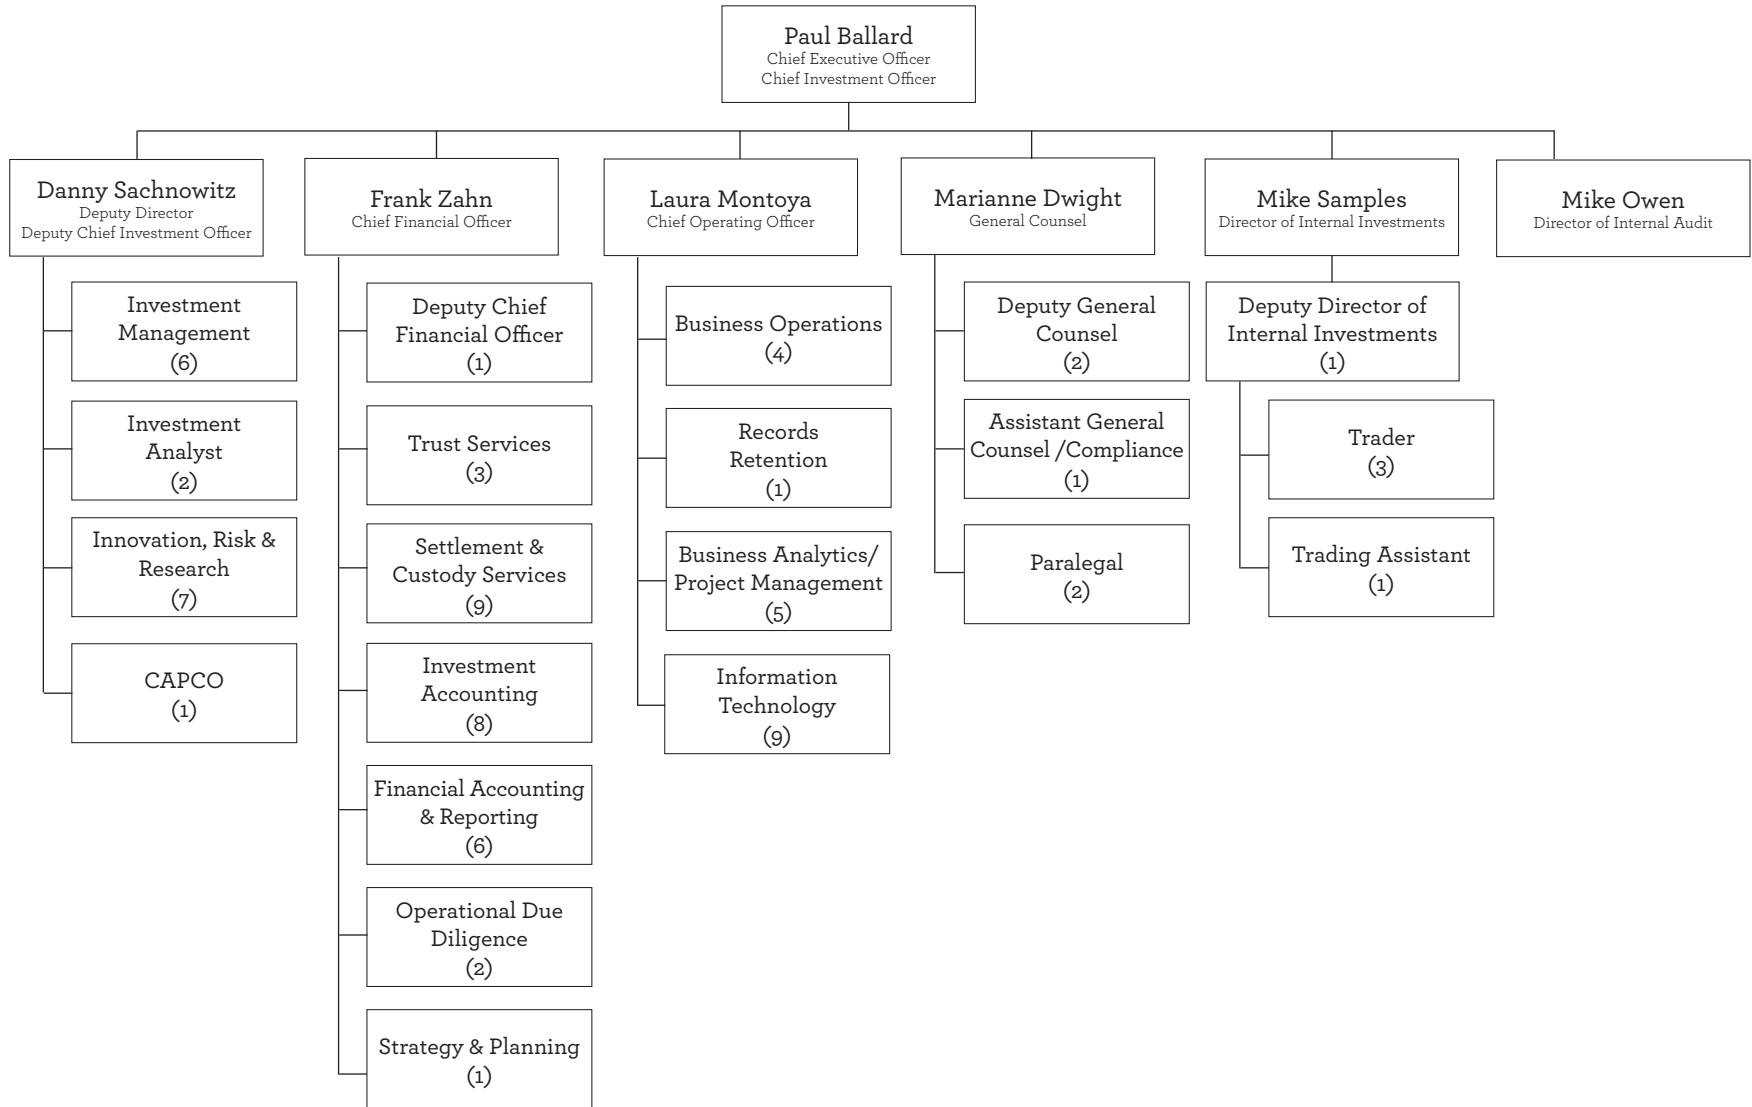 Paul Ballard
Chief Executive Officer
Chief Investment Officer
Danny Sachnowitz
Deputy Director
Deputy Chief Investment Officer
Investment
Management
(6)
Investment
Analyst
(2)
Innovation, Risk &
Research
(7)
CAPCO
(1)
Frank Zahn
Chief Financial Officer
Deputy Chief
Financial Officer
(1)
Trust Services
(3)
Settlement &
Custody Services
(9)
Investment
Accounting
(8)
Financial Accounting
& Reporting
(6)
Operational Due
Diligence
(2)
Strategy & Planning
(1)
Laura Montoya
Chief Operating Officer
Business Operations
(4)
Records
Retention
(1)
Business Analytics/
Project Management
(5)
Information
Technology
(9)
Marianne Dwight
General Counsel
Deputy General
Counsel
(2)
Assistant General
Counsel /Compliance
(1)
Paralegal
(2)
Mike Samples
Director of Internal Investments
Deputy Director of
Internal Investments
(1)
Trader
(3)
Trading Assistant
(1)
Mike Owen
Director of Internal Audit